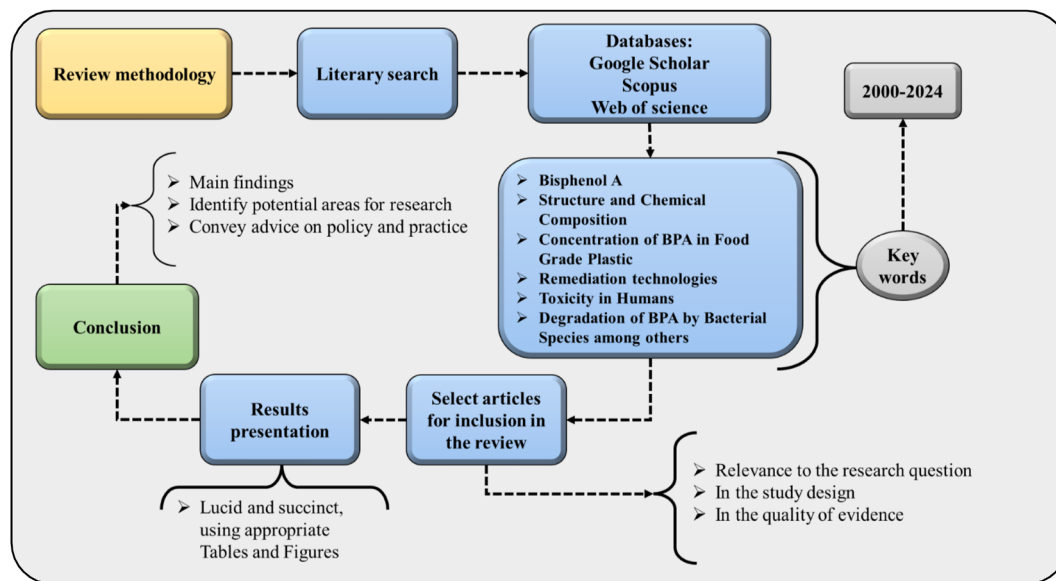 Review methodology
Literary search
Databases:
Google Scholar
Scopus
Web of science
2000-2024
➢ Bisphenol A
➢ Structure and Chemical
Composition
➢ Concentration of BPA in Food
Grade Plastic
➢ Remediation technologies
➢ Toxicity in Humans
➢ Degradation of BPA by Bacterial
Species among others
Key
words
➢ Main findings
➢ Identify potential areas for research
➢ Convey advice on policy and practice
Conclusion
Results
presentation
Select articles
for inclusion in
the review
➢ Lucid and succinct,
using appropriate
Tables and Figures
➢ Relevance to the research question
➢ In the study design
➢ In the quality of evidence